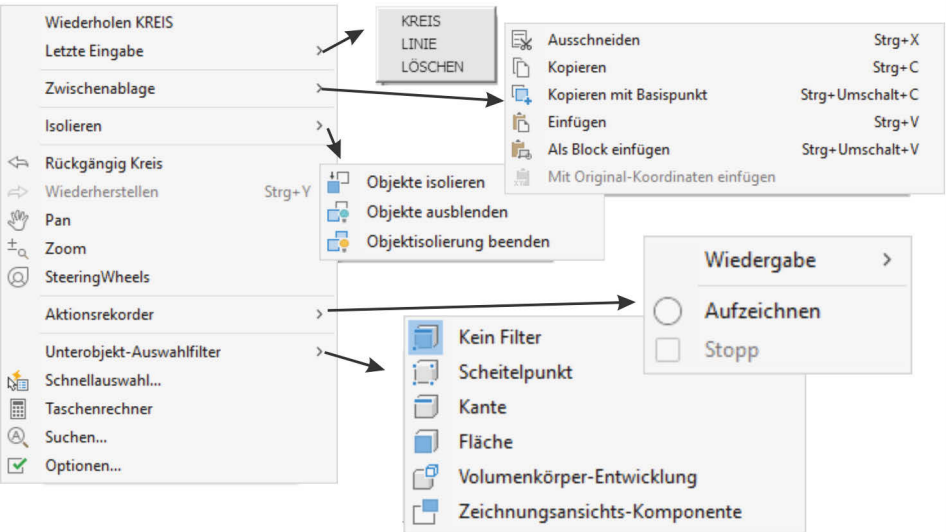 Wiederholen KREIS
Letzte Eingabe
Zwischenablage
Isolieren
Rückgängig Kreis
Wiederherstellen Strg+Y
Pan
Zoom
SteeringWheels
Aktionsrekorder
Unterobjekt-Auswahlfilter
Schnellauswahl...
Taschenrechner
Suchen...
Optionen...
KREIS
LINIE
LÖSCHEN
Ausschneiden Strg+X
Kopieren Strg+C
Kopieren mit Basispunkt Strg+Umschalt+C
Einfügen Strg+V
Als Block einfügen Strg+Umschalt+V
Mit Original-Koordinaten einfügen
Objekte isolieren
Objekte ausblenden
Objektisolierung beenden
Wiedergabe
Aufzeichnen
Stopp
Kein Filter
Scheitelpunkt
Kante
Fläche
Volumenkörper-Entwicklung
Zeichnungsansichts-Komponente